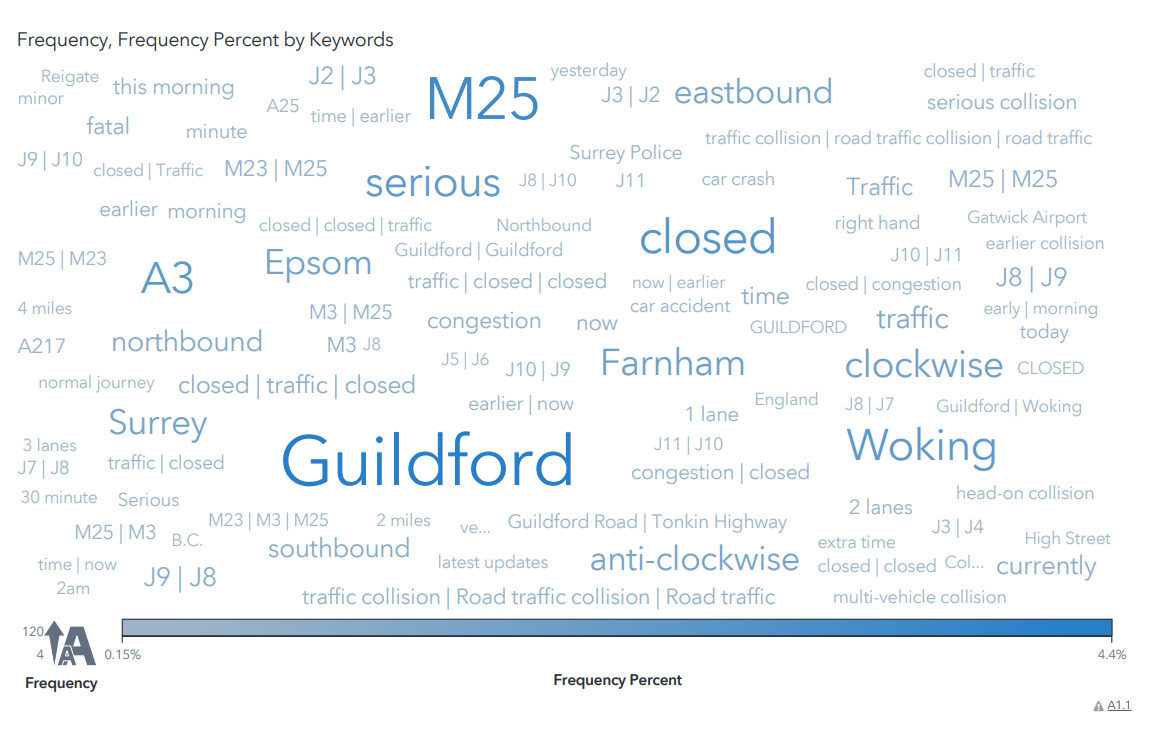 Frequency, Frequency Percent by Keywords
Reigate
this morning
J2 | J3
M25
yesterday
J3 | J2
eastbound
closed | traffic
minor
A25
time | earlier
serious collision
fatal
minute
traffic collision | road traffic collision | road traffic
J9 | J10
closed | Traffic
M23 | M25
serious
Surrey Police
J8 | J10
J11
car crash
Traffic
M25 | M25
earlier
morning
closed | closed | traffic
Northbound
closed
right hand
Gatwick Airport
earlier collision
M25 | M23
A3
Epsom
Guildford | Guildford
J10 | J11
traffic | closed | closed
now | earlier
closed | congestion
J8 | J9
4 miles
M3 | M25
congestion
now
car accident
time
GUILDFORD
traffic
early | morning
today
A217
northbound
M3
J8
J5 | J6
J10 | J9
Farnham
clockwise
CLOSED
normal journey
closed | traffic | closed
earlier | now
1 lane
England
J8 | J7
Guildford | Woking
Surrey
3 lanes
J7 | J8
traffic | closed
Guildford
J11 | J10
congestion | closed
Woking
30 minute
Serious
head-on collision
M25 | M3
B.C.
M23 | M3 | M25
2 miles
ve...
Guildford Road | Tonkin Highway
2 lanes
J3 | J4
High Street
time | now
2am
J9 | J8
southbound
latest updates
anti-clockwise
extra time
closed | closed
Col...
currently
traffic collision | Road traffic collision | Road traffic
multi-vehicle collision
120
4
AAA
0.15%
4.4%
Frequency
Frequency Percent
A1.1